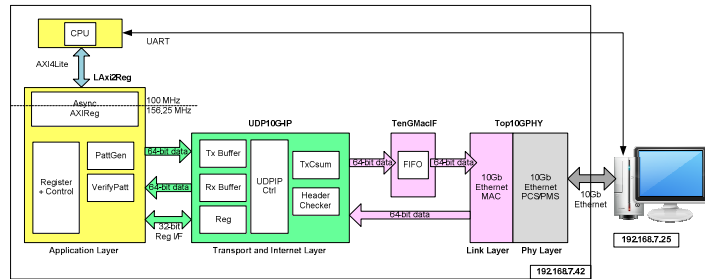 CPU
UART
AXI4Lite
LAxi2Reg
Async
AXIReg
100 MHz
156.25 MHz
UDP10G-IP
TenGMacIF
Top10GPHY
Register
+ Control
PattGen
VerifyPatt
64-bit data
64-bit data
32-bit
Reg I/F
Tx Buffer
Rx Buffer
Reg
UDPIP
Ctrl
TxCsum
Header
Checker
64-bit data
FIFO
64-bit data
64-bit data
10Gb
Ethernet
MAC
10Gb
Ethernet
PCS/PMS
10Gb
Ethernet
192.168.7.25
Application Layer
Transport and Internet Layer
Link Layer
Phy Layer
192.168.7.42